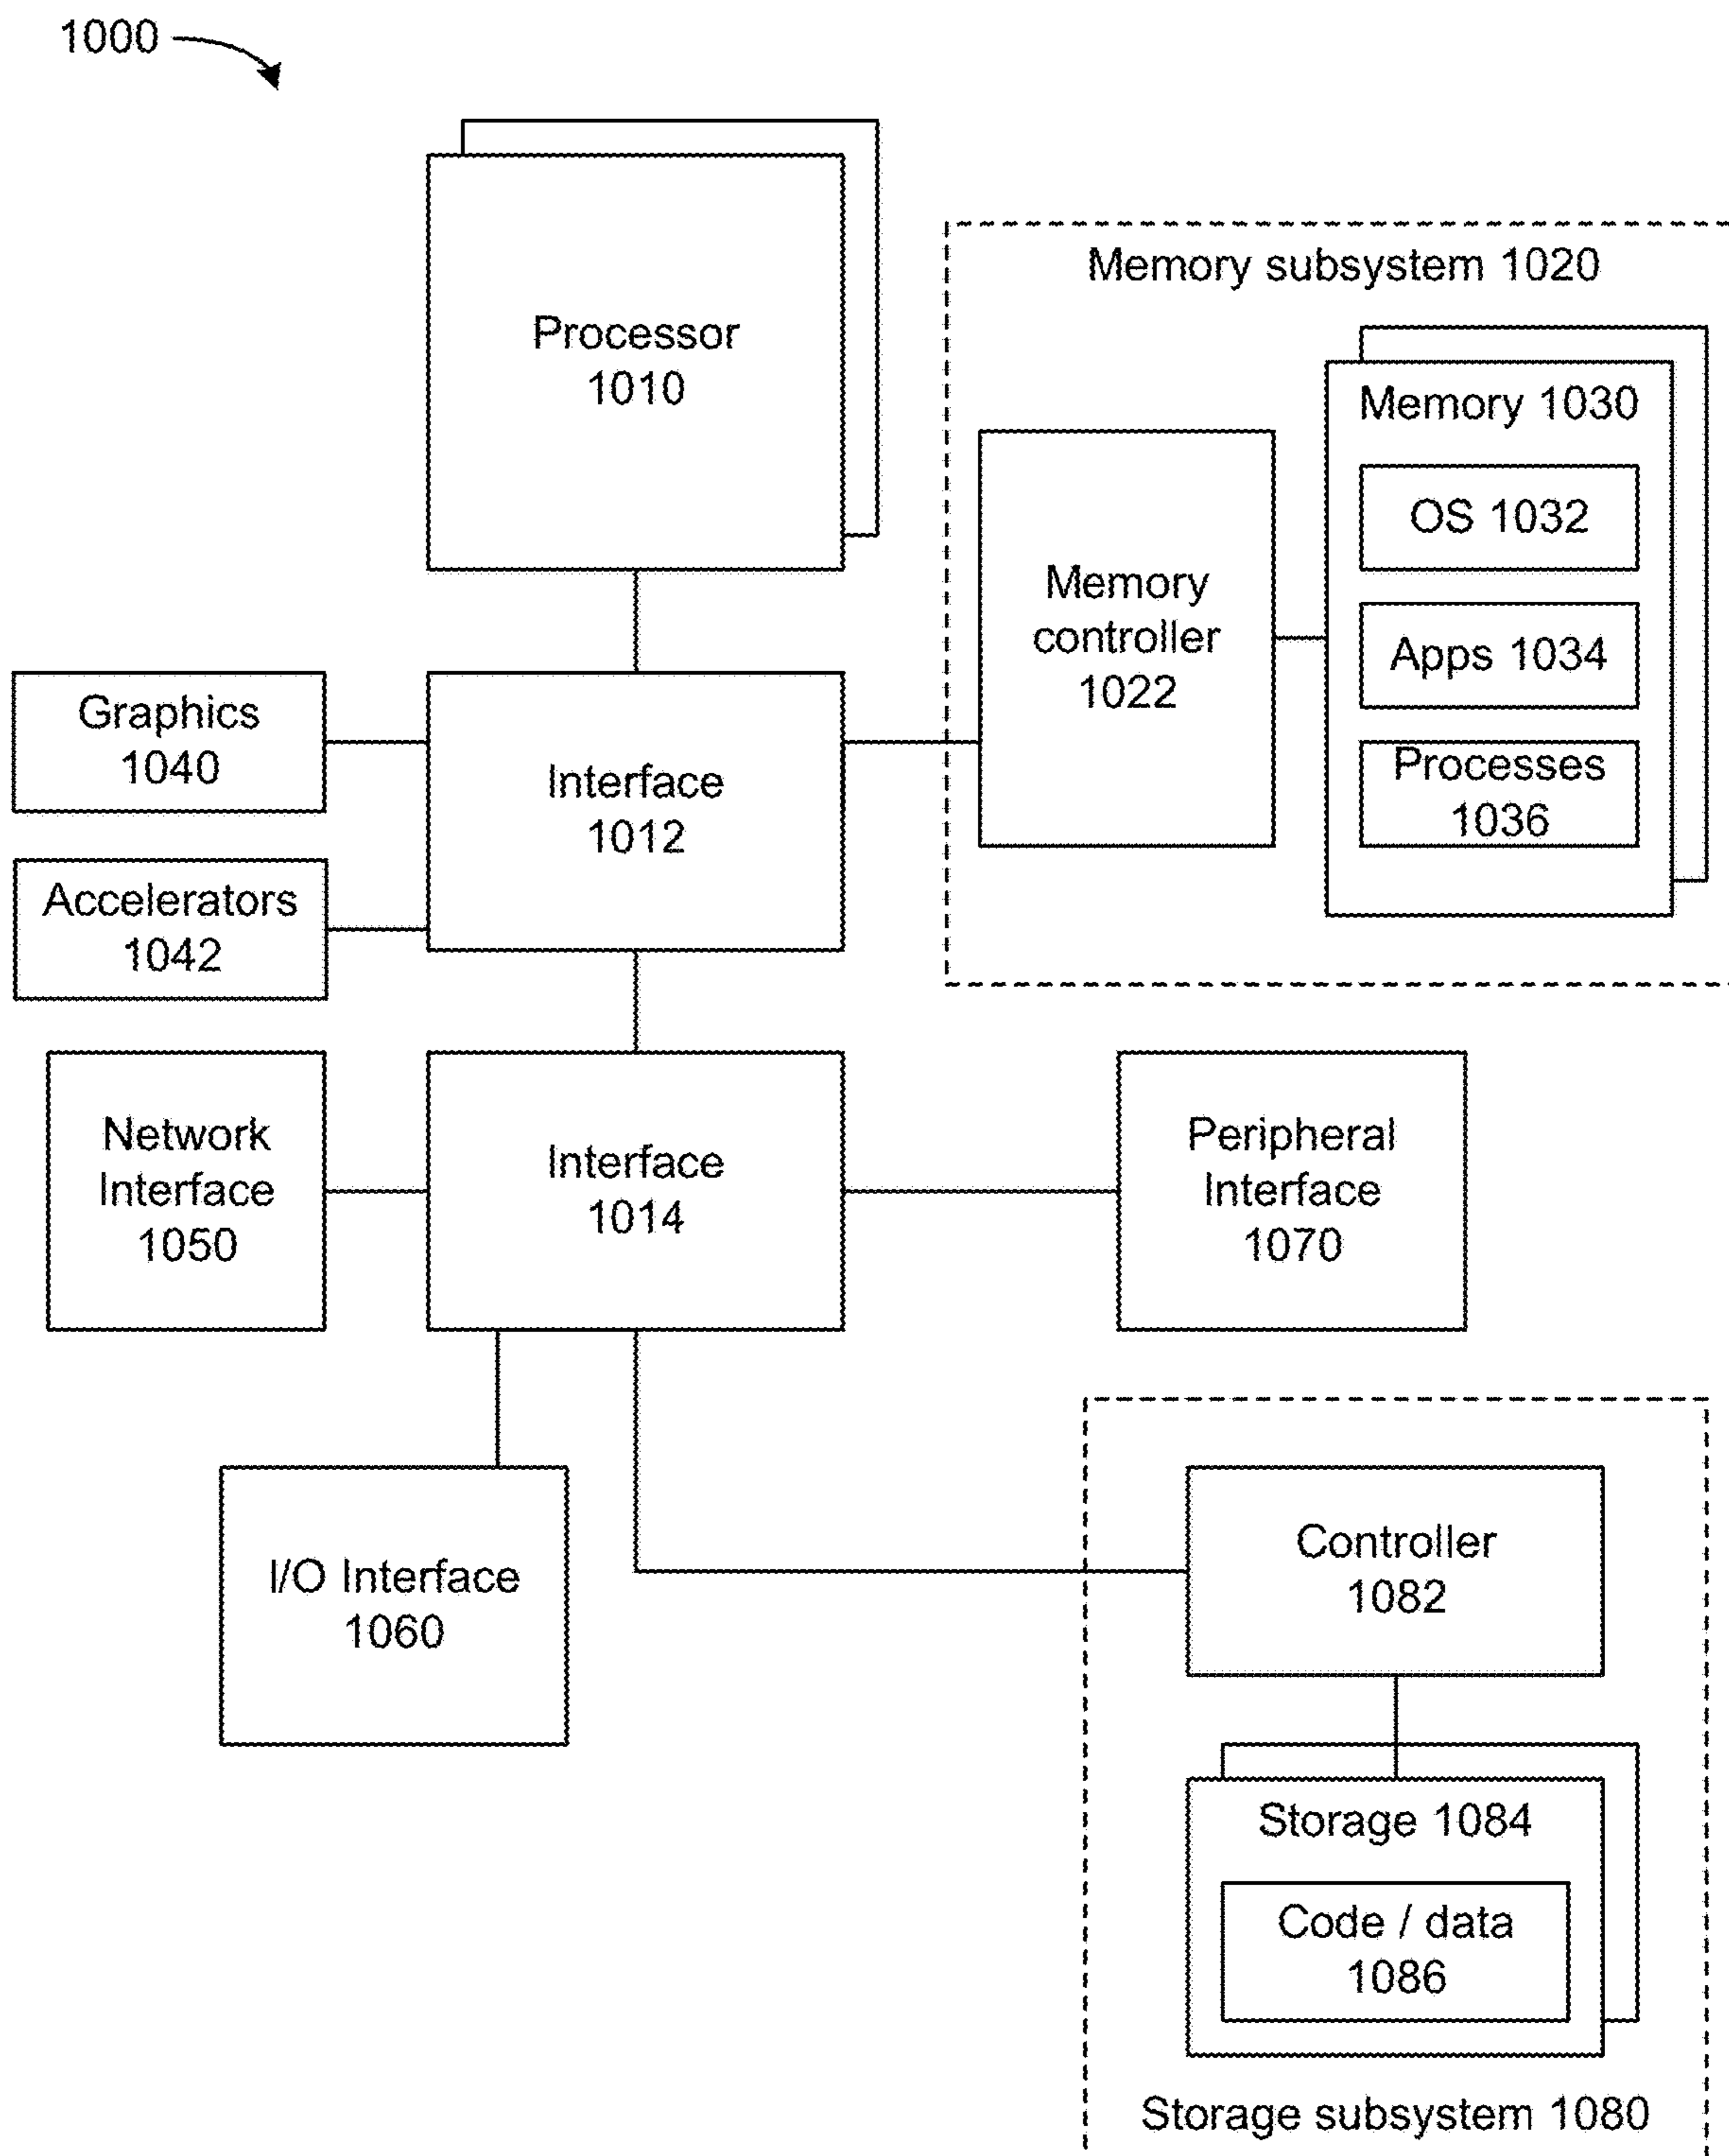 1000
Processor
1010
Memory subsystem 1020
Memory 1030
OS 1032
Apps 1034
Processes
1036
Memory
controller
1022
Graphics
1040
Interface
1012
Accelerators
1042
Network
Interface
1050
Interface
1014
Peripheral
Interface
1070
I/O Interface
1060
Controller
1082
Storage 1084
Code / data
1086
Storage subsystem 1080